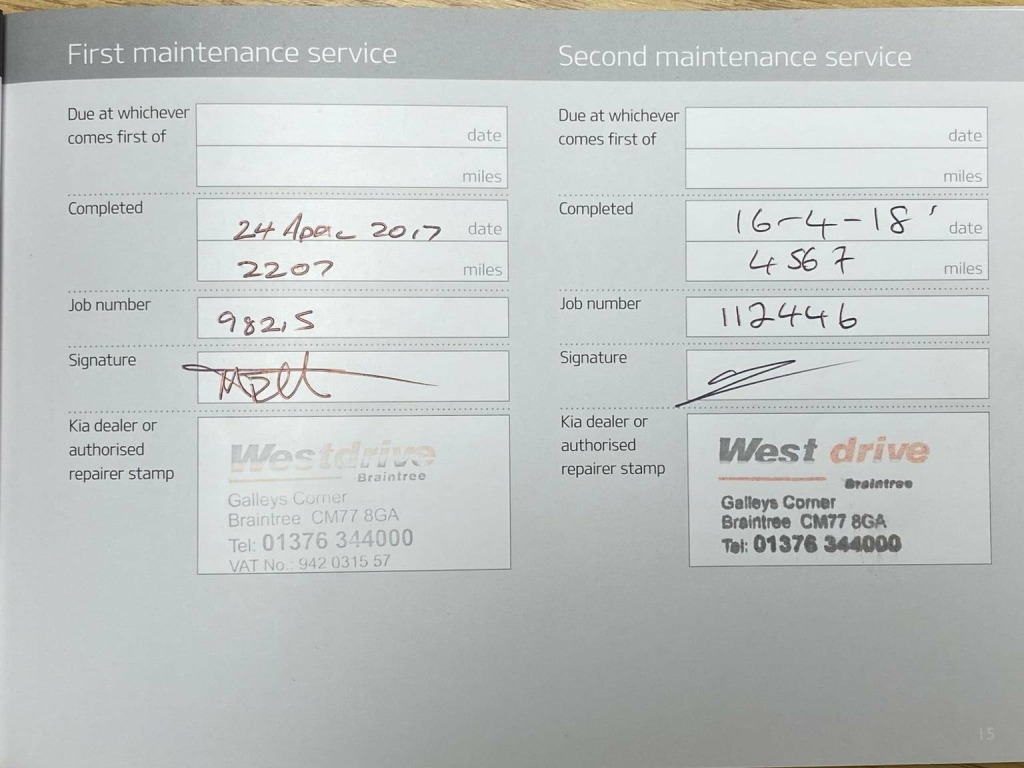 First maintenance service
Due at whichever
comes first of
date
miles
Completed
24 April 2017 date
2207 miles
Job number
98215
Signature
Kia dealer or
authorised
repairer stamp
Westdrive
Braintree
Galleys Corner
Braintree CM77 8GA
Tel: 01376 344000
VAT No.: 942 0315 57
Second maintenance service
Due at whichever
comes first of
date
miles
Completed
16-4-18 date
4567 miles
Job number
112446
Signature
Kia dealer or
authorised
repairer stamp
West drive
Braintree
Galleys Corner
Braintree CM77 8GA
Tel: 01376 344000
15